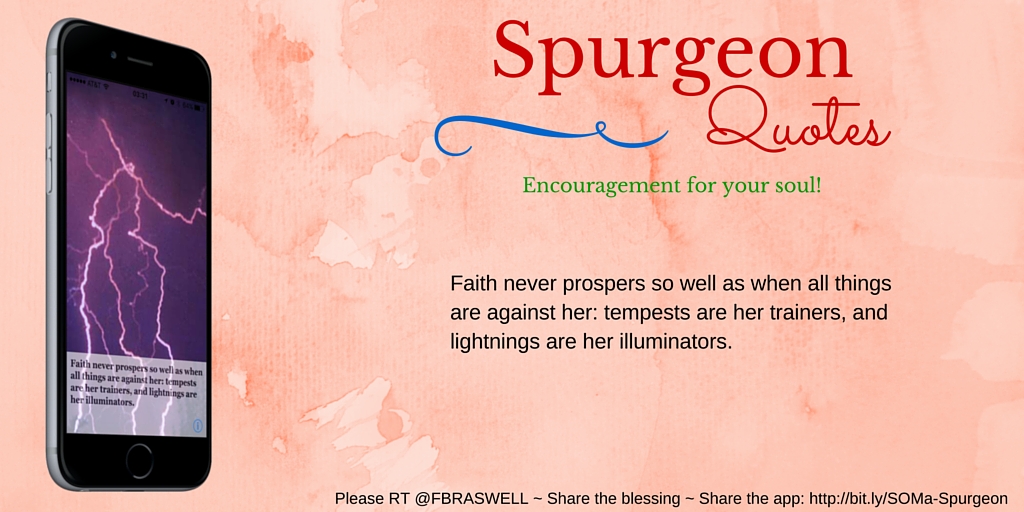 Spurgeon
Quotes
Encouragement for your soul!
Faith never prospers so well as when all things
are against her: tempests are her trainers, and
lightnings are her illuminators.
AT&T
03:31
Faith never prospers so well as when
all things are against her: tempests
are her trainers, and lightnings are
her illuminators.
Please RT @FBRASWELL ~ Share the blessing ~ Share the app: http://bit.ly/SOMa-Spurgeon